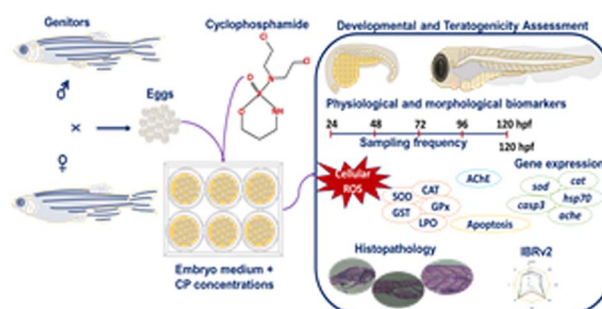 Genitors
Cyclophosphamide
Eggs
Embryo medium +
CP concentrations
Developmental and Teratogenicity Assessment
Physiological and morphological biomarkers
24 48 72 96 120 hpf
Sampling frequency 120 hpf
Cellular
ROS
AChE
SOD
CAT
GST
GPx
LPO
Apoptosis
Gene expression
sod
cat
casp3
hsp70
ache
Histopathology
IBRv2